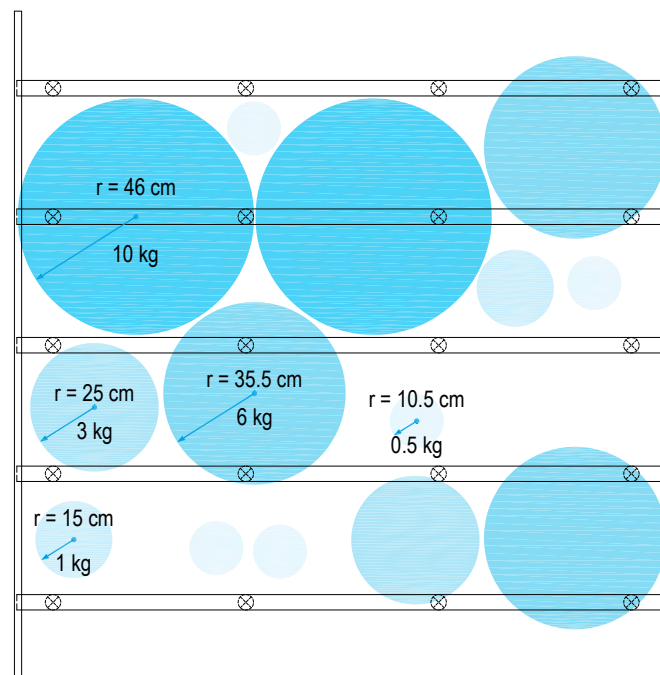 r = 46 cm
10 kg
r = 25 cm
3 kg
r = 35.5 cm
6 kg
r = 10.5 cm
0.5 kg
r = 15 cm
1 kg